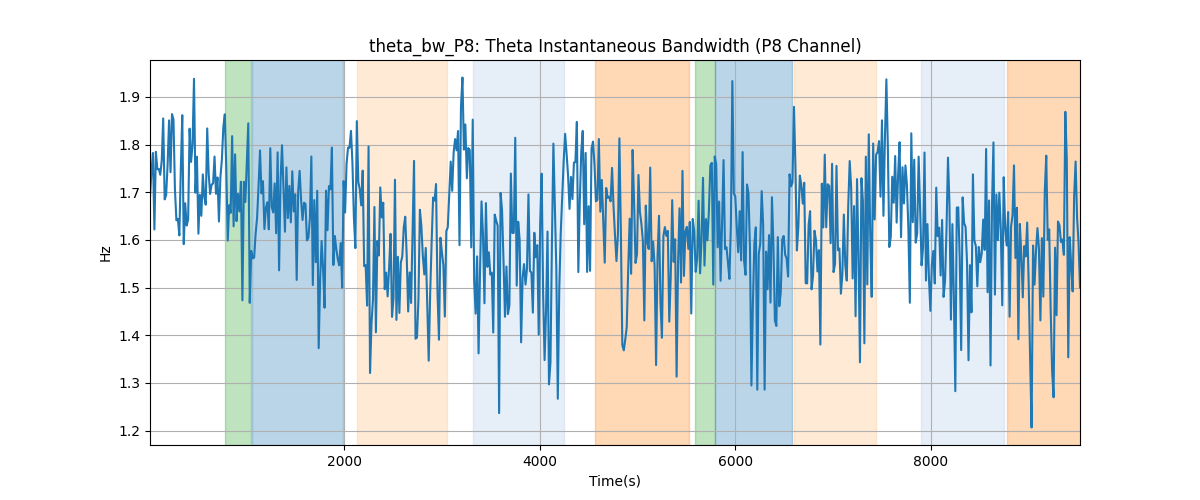 theta_bw_P8: Theta Instantaneous Bandwidth (P8 Channel)
1.9
1.8
1.7
1.6
1.5
1.4
1.3
1.2
Hz
2000 4000 6000 8000
Time(s)